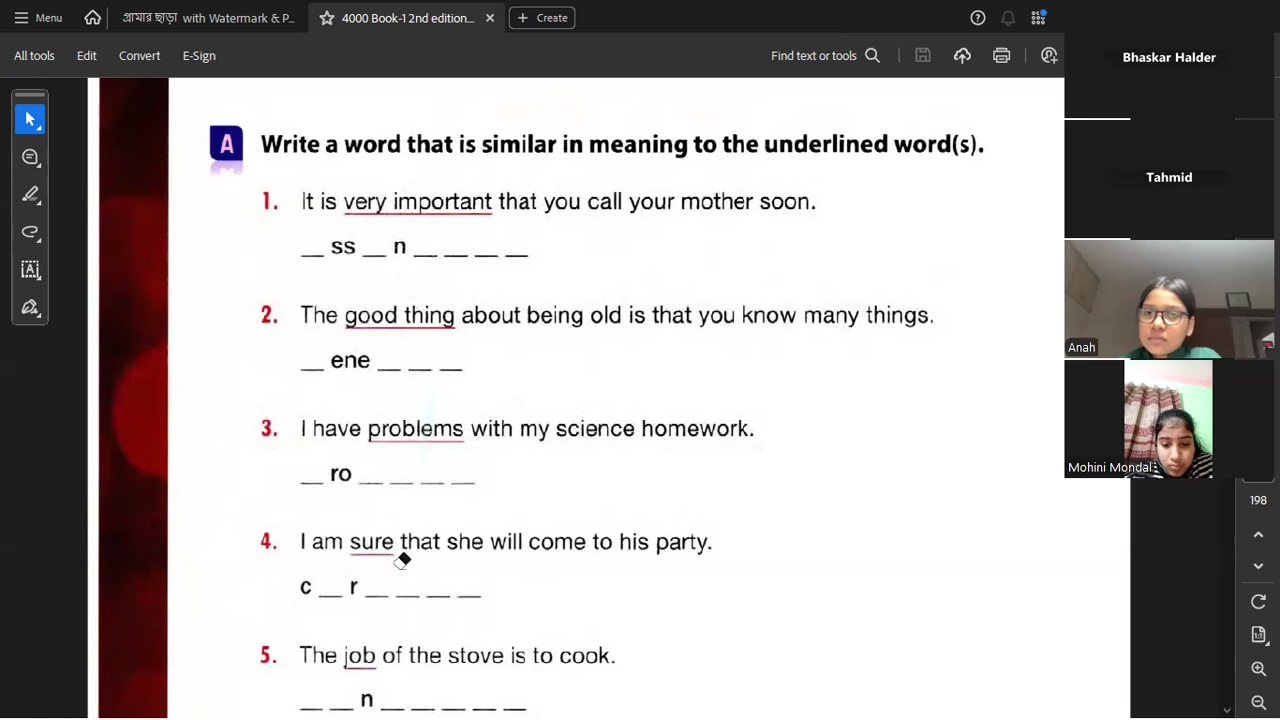 Menu
গ্রামার ছাড়া with Watermark & P...
4000 Book-1 2nd edition...
Create
All tools
Edit
Convert
E-Sign
Find text or tools
A
Write a word that is similar in meaning to the underlined word(s).
1. It is very important that you call your mother soon.
__ ss __ n __ __ __ __
2. The good thing about being old is that you know many things.
__ ene __ __ __
3. I have problems with my science homework.
__ ro __ __ __ __
4. I am sure that she will come to his party.
c __ r __ __ __ __
5. The job of the stove is to cook.
__ __ n __ __ __ __ __
Bhaskar Halder
Tahmid
Anah
Mohini Mondal
198